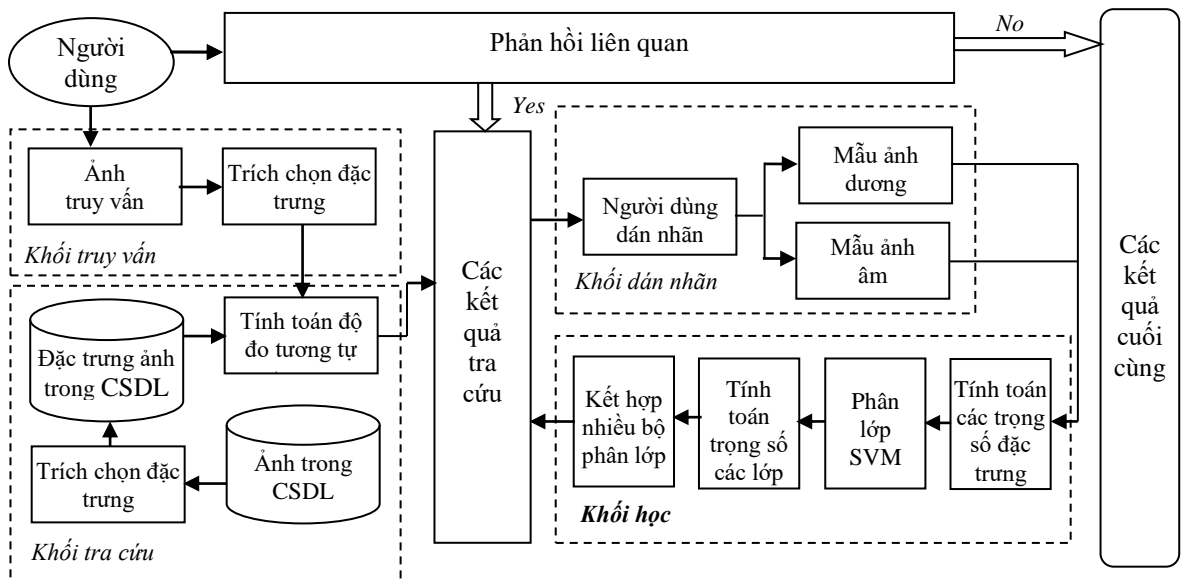 Người
dùng
Phản hồi liên quan
No
Yes
Ảnh
truy vấn
Trích chọn đặc
trưng
Khối truy vấn
Người dùng
dán nhãn
Mẫu ảnh
dương
Mẫu ảnh
âm
Khối dán nhãn
Các
kết
quả
tra
cứu
Các
kết
quả
cuối
cùng
Đặc trưng ảnh
trong CSDL
Tính toán độ
đo tương tự
Trích chọn đặc
trưng
Ảnh trong
CSDL
Khối tra cứu
Kết hợp
nhiều bộ
phân lớp
Tính
toán
trọng số
các lớp
Phân
lớp
SVM
Tính toán
các trọng
số đặc
trưng
Khối học